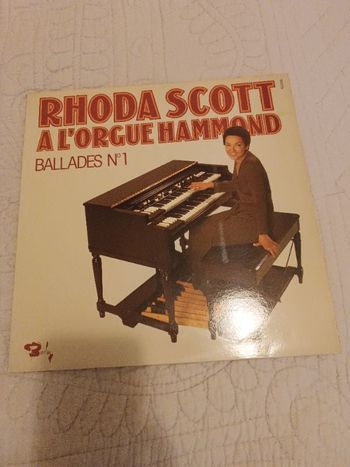 RHODA SCOTT
A L'ORGUE HAMMOND
BALLADES N°1